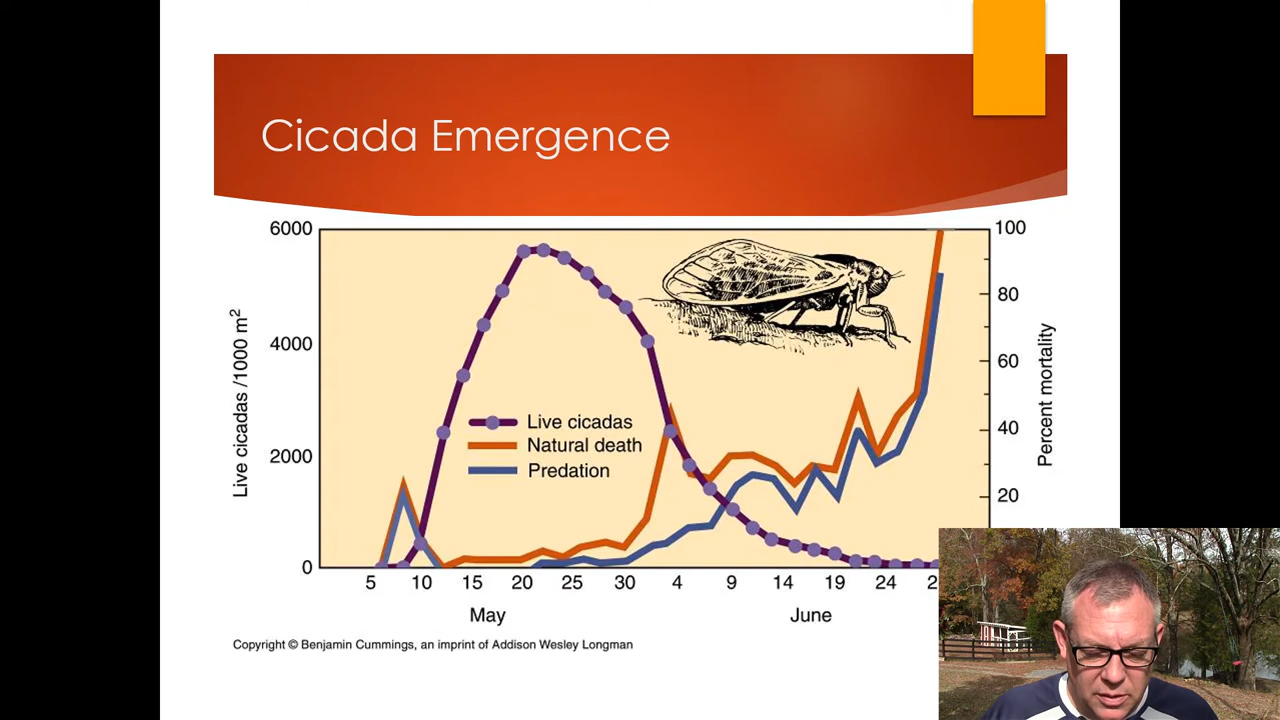 Cicada Emergence
6000
4000
2000
0
Live cicadas /1000 m²
100
80
60
40
20
Percent mortality
Live cicadas
Natural death
Predation
5 10 15 20 25 30 4 9 14 19 24
May June
Copyright © Benjamin Cummings, an imprint of Addison Wesley Longman